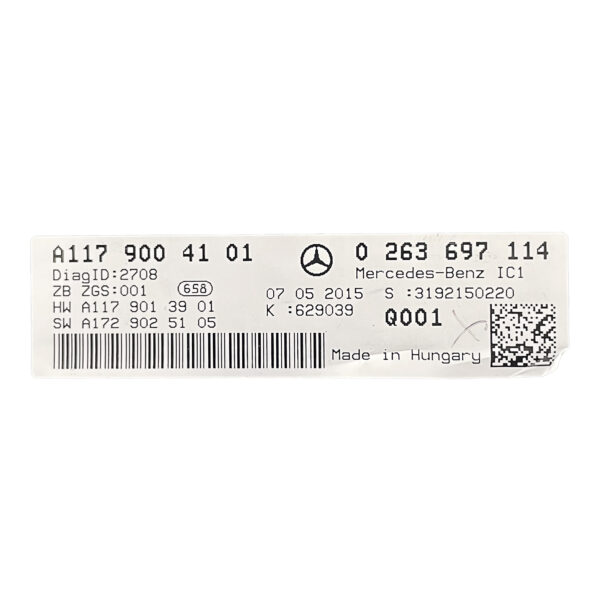 A117 900 41 01 0 263 697 114
DiagID:2708 Mercedes-Benz IC1
ZB ZGS:001 658 07 05 2015 S :3192150220
HW A117 901 39 01 K :629039 Q001
SW A172 902 51 05
Made in Hungary